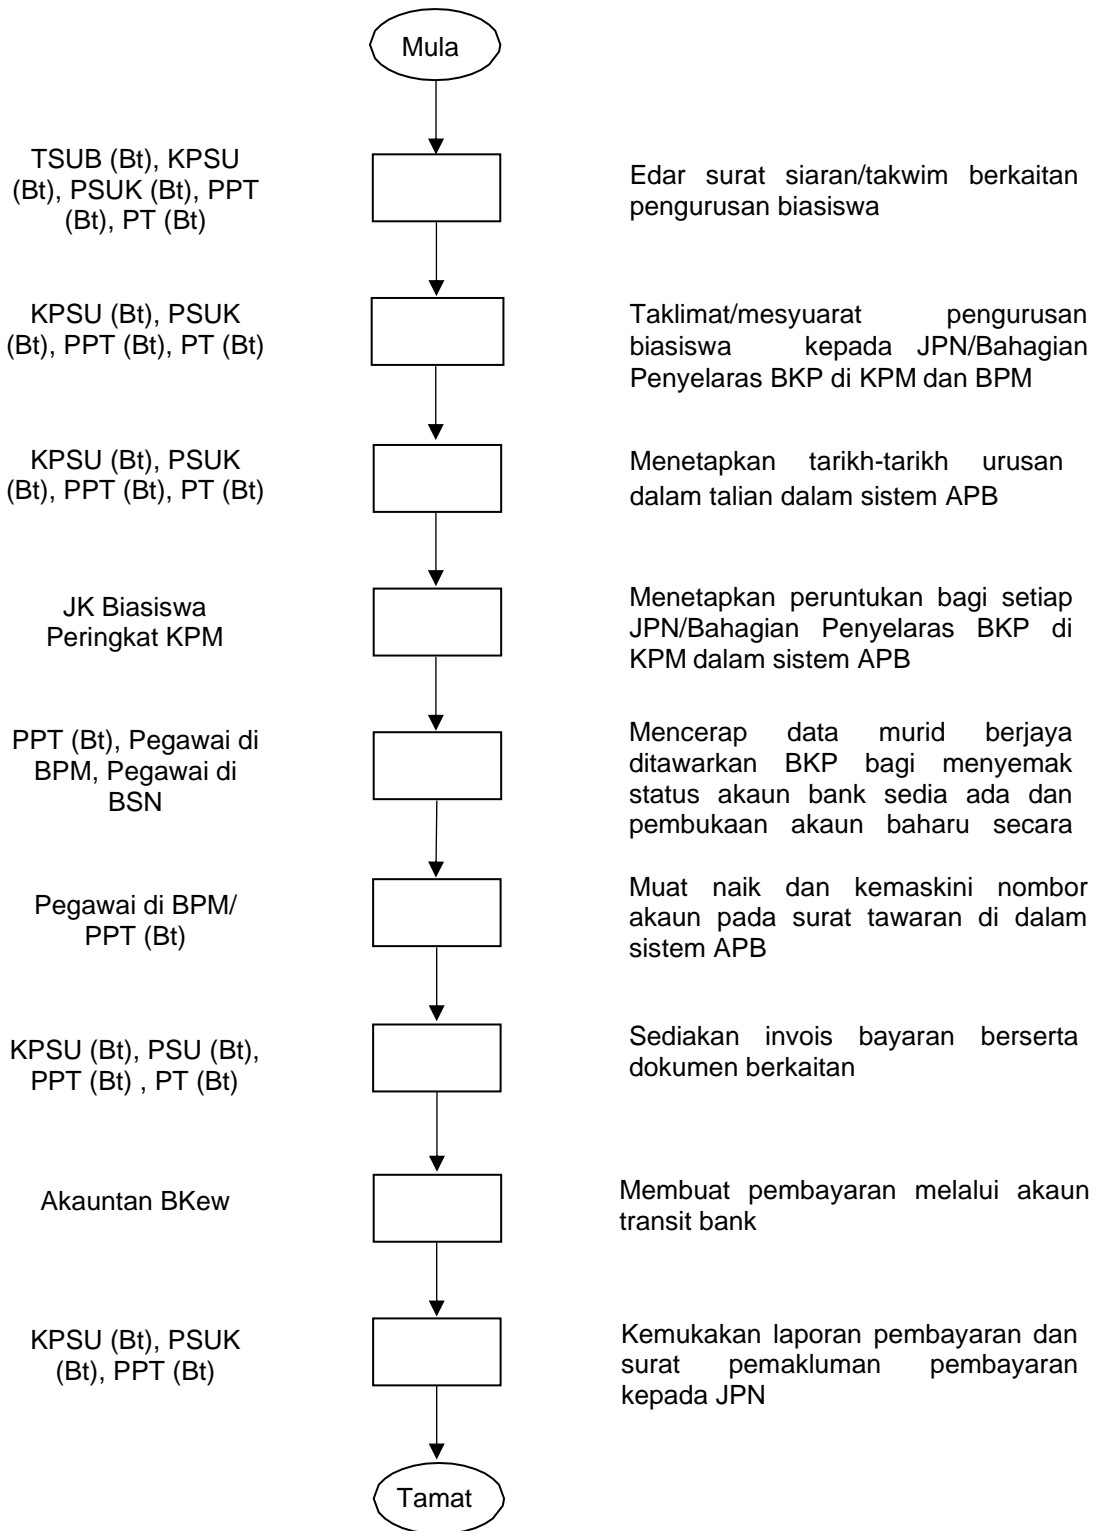 Mula
TSUB (Bt), KPSU
(Bt), PSUK (Bt), PPT
(Bt), PT (Bt)
Edar surat siaran/takwim berkaitan
pengurusan biasiswa
KPSU (Bt), PSUK
(Bt), PPT (Bt), PT (Bt)
Taklimat/mesyuarat pengurusan
biasiswa kepada JPN/Bahagian
Penyelaras BKP di KPM dan BPM
KPSU (Bt), PSUK
(Bt), PPT (Bt), PT (Bt)
Menetapkan tarikh-tarikh urusan
dalam talian dalam sistem APB
JK Biasiswa
Peringkat KPM
Menetapkan peruntukan bagi setiap
JPN/Bahagian Penyelaras BKP di
KPM dalam sistem APB
PPT (Bt), Pegawai di
BPM, Pegawai di
BSN
Mencerap data murid berjaya
ditawarkan BKP bagi menyemak
status akaun bank sedia ada dan
pembukaan akaun baharu secara
Pegawai di BPM/
PPT (Bt)
Muat naik dan kemaskini nombor
akaun pada surat tawaran di dalam
sistem APB
KPSU (Bt), PSU (Bt),
PPT (Bt) , PT (Bt)
Sediakan invois bayaran berserta
dokumen berkaitan
Akauntan BKew
Membuat pembayaran melalui akaun
transit bank
KPSU (Bt), PSUK
(Bt), PPT (Bt)
Kemukakan laporan pembayaran dan
surat pemakluman pembayaran
kepada JPN
Tamat